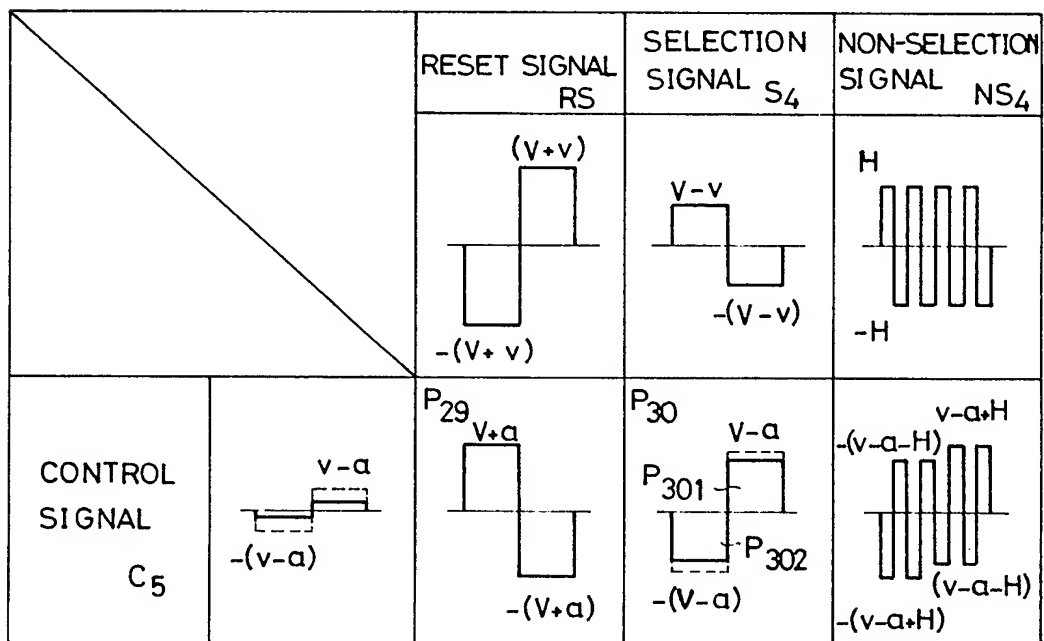 RESET SIGNAL
RS
SELECTION
SIGNAL S4
NON-SELECTION
SIGNAL NS4
(V+v)
-(V+v)
V-v
-(V-v)
H
-H
CONTROL
SIGNAL
C5
v-a
-(v-a)
P29
V+a
-(V+a)
P30
V-a
P301
P302
-(V-a)
v-a+H
-(v-a-H)
(v-a-H)
-(v-a+H)